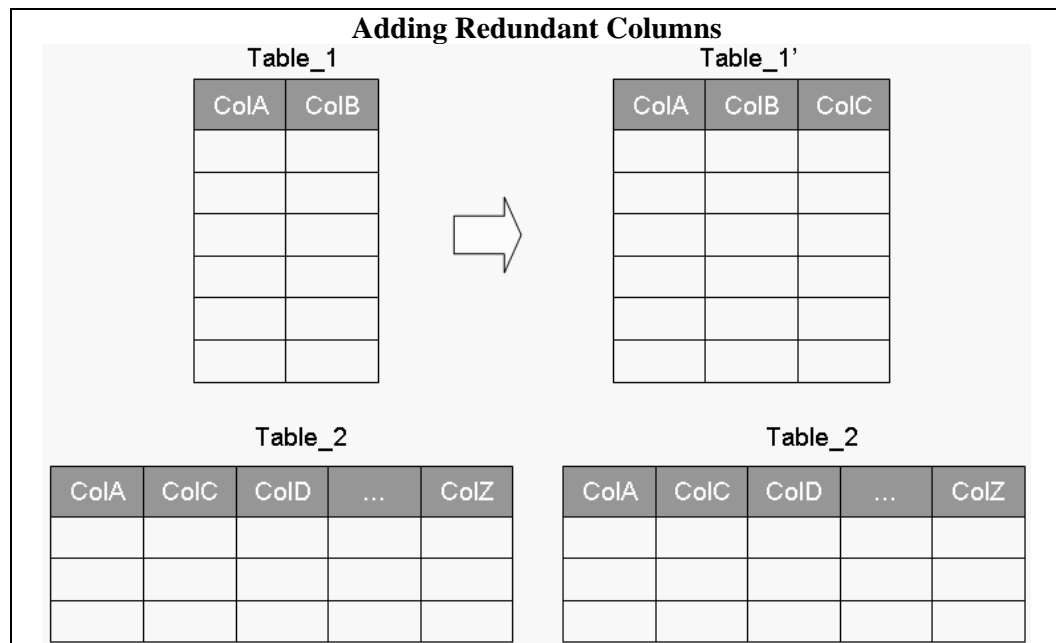 Adding Redundant Columns
Table_1
Table_1’
ColA ColB
ColA ColB ColC
Table_2
Table_2
ColA ColC ColD ... ColZ
ColA ColC ColD ... ColZ